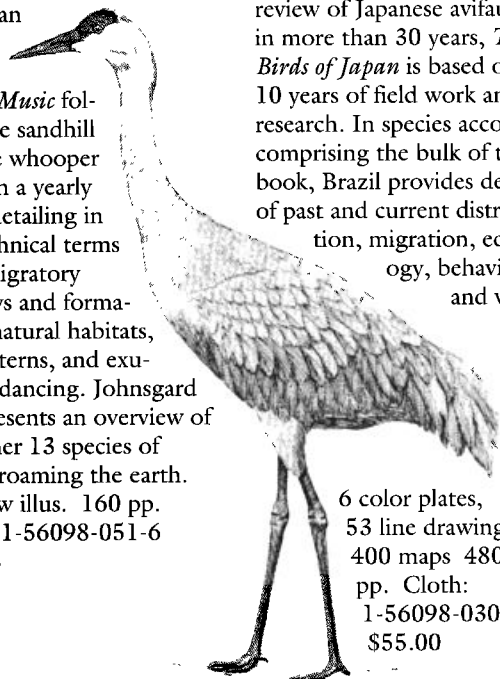 an
Music fol-
e sandhill
e whooper
n a yearly
etailing in
hnical terms
igratory
ys and forma-
natural habitats,
terns, and exu-
dancing. Johnsgard
esents an overview of
her 13 species of
roaming the earth.
w illus. 160 pp.
1-56098-051-6
review of Japanese avifau
in more than 30 years, T
Birds of Japan is based o
10 years of field work an
research. In species acco
comprising the bulk of t
book, Brazil provides de
of past and current distr
tion, migration, ec
ogy, behavi
and v
6 color plates,
53 line drawing
400 maps 480
pp. Cloth:
1-56098-030
$55.00